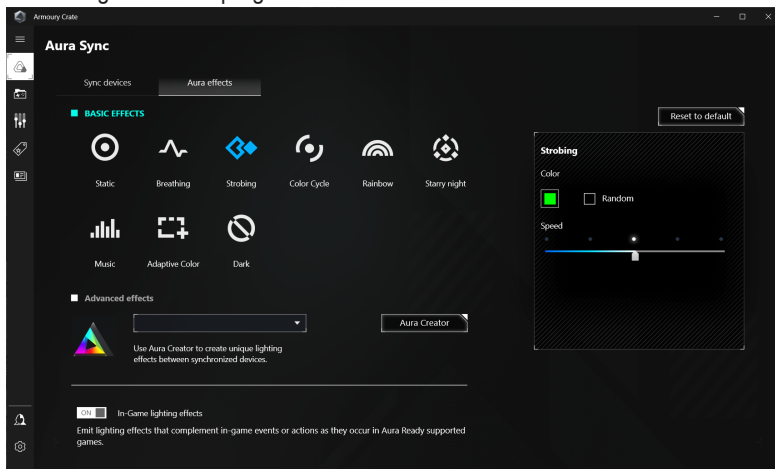 Armoury Crate
Aura Sync
Sync devices
Aura effects
BASIC EFFECTS
Reset to default
Static
Breathing
Strobing
Color Cycle
Rainbow
Starry night
Music
Adaptive Color
Dark
Strobing
Color
Random
Speed
Advanced effects
Aura Creator
Use Aura Creator to create unique lighting
effects between synchronized devices.
ON
In-Game lighting effects
Emit lighting effects that complement in-game events or actions as they occur in Aura Ready supported
games.